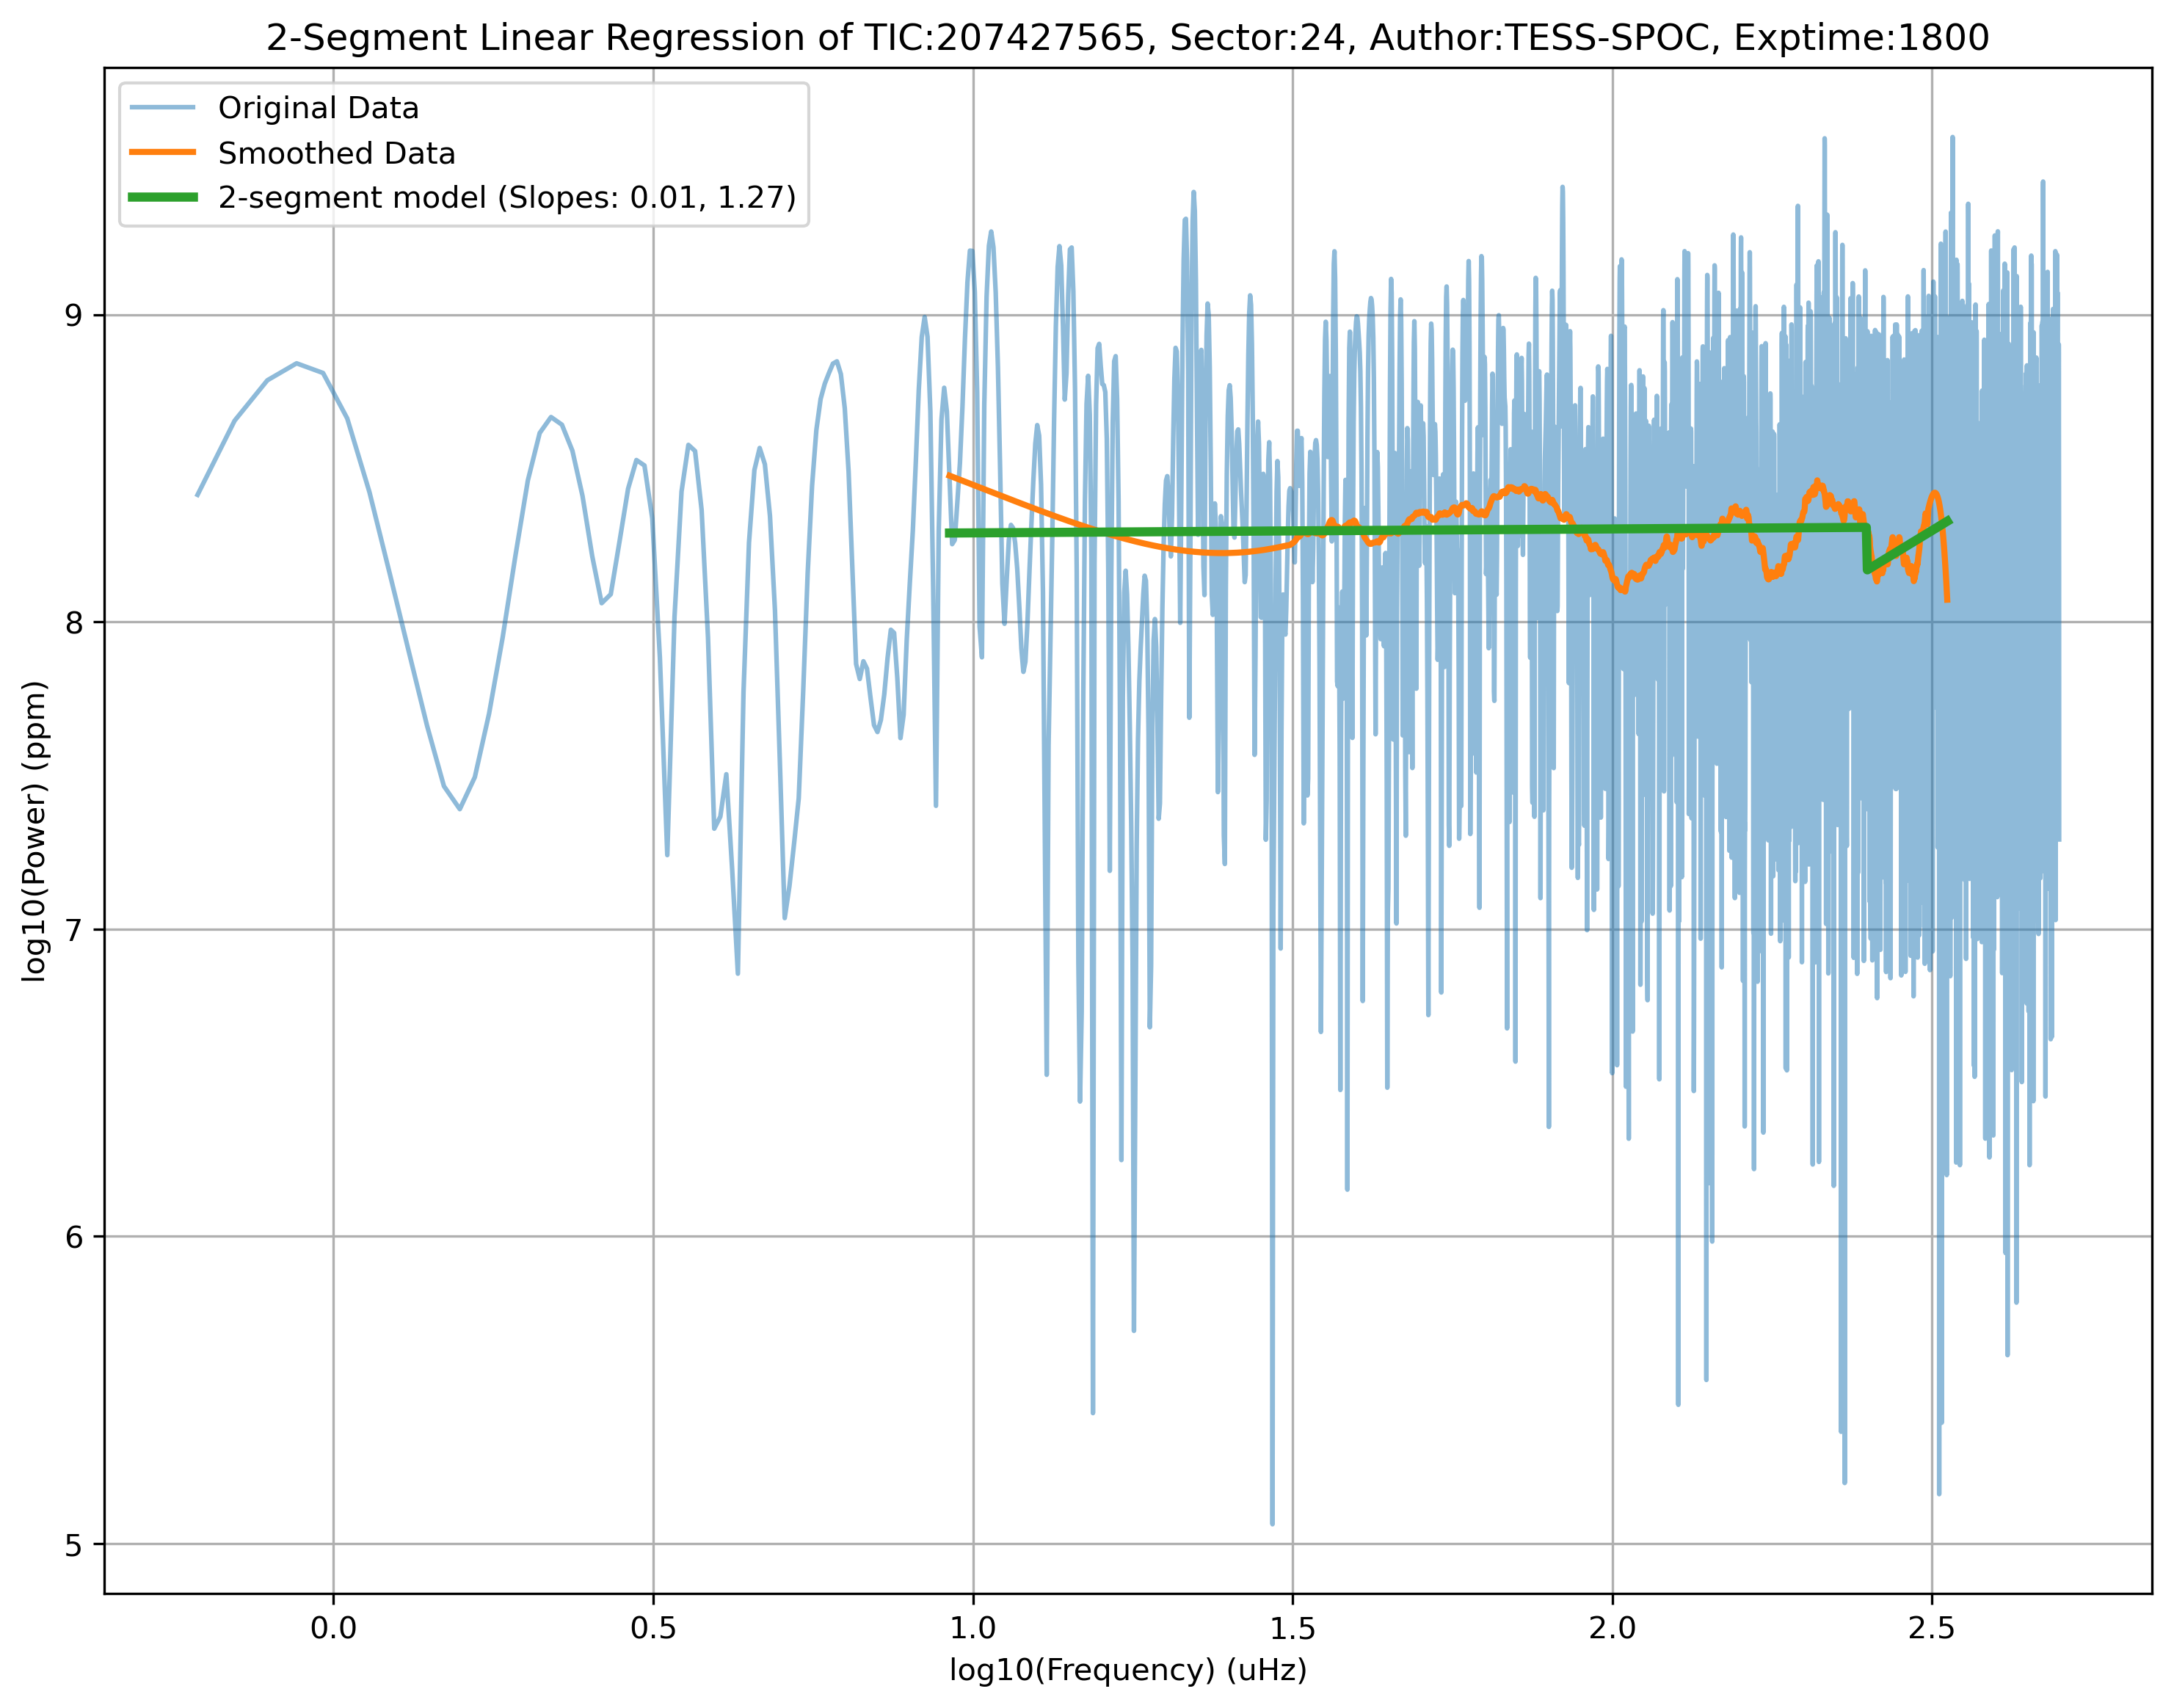 2-Segment Linear Regression of TIC:207427565, Sector:24, Author:TESS-SPOC, Exptime:1800
Original Data
Smoothed Data
2-segment model (Slopes: 0.01, 1.27)
log10(Power) (ppm)
9
8
7
6
5
0.0 0.5 1.0 1.5 2.0 2.5
log10(Frequency) (uHz)